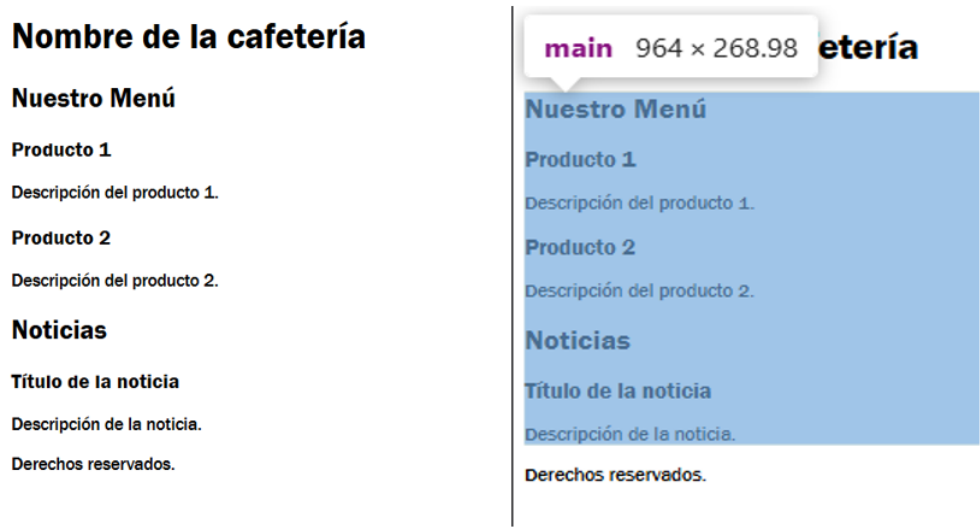 Nombre de la cafetería
Nuestro Menú
Producto 1
Descripción del producto 1.
Producto 2
Descripción del producto 2.
Noticias
Título de la noticia
Descripción de la noticia.
Derechos reservados.
main 964 × 268.98
etería
Nuestro Menú
Producto 1
Descripción del producto 1.
Producto 2
Descripción del producto 2.
Noticias
Título de la noticia
Descripción de la noticia.
Derechos reservados.